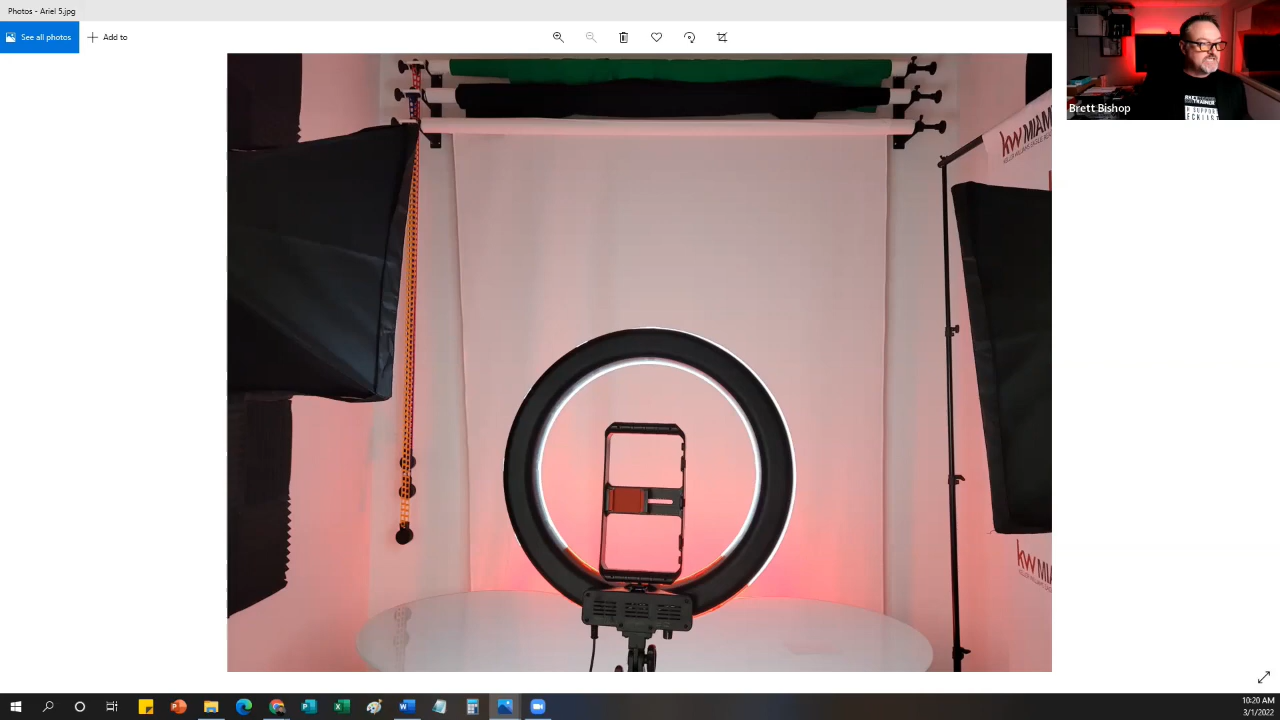 Photos - Ariel 5.jpg
See all photos
Add to
Brett Bishop
kw MIAM
kw MIA
10:20 AM
3/1/2022